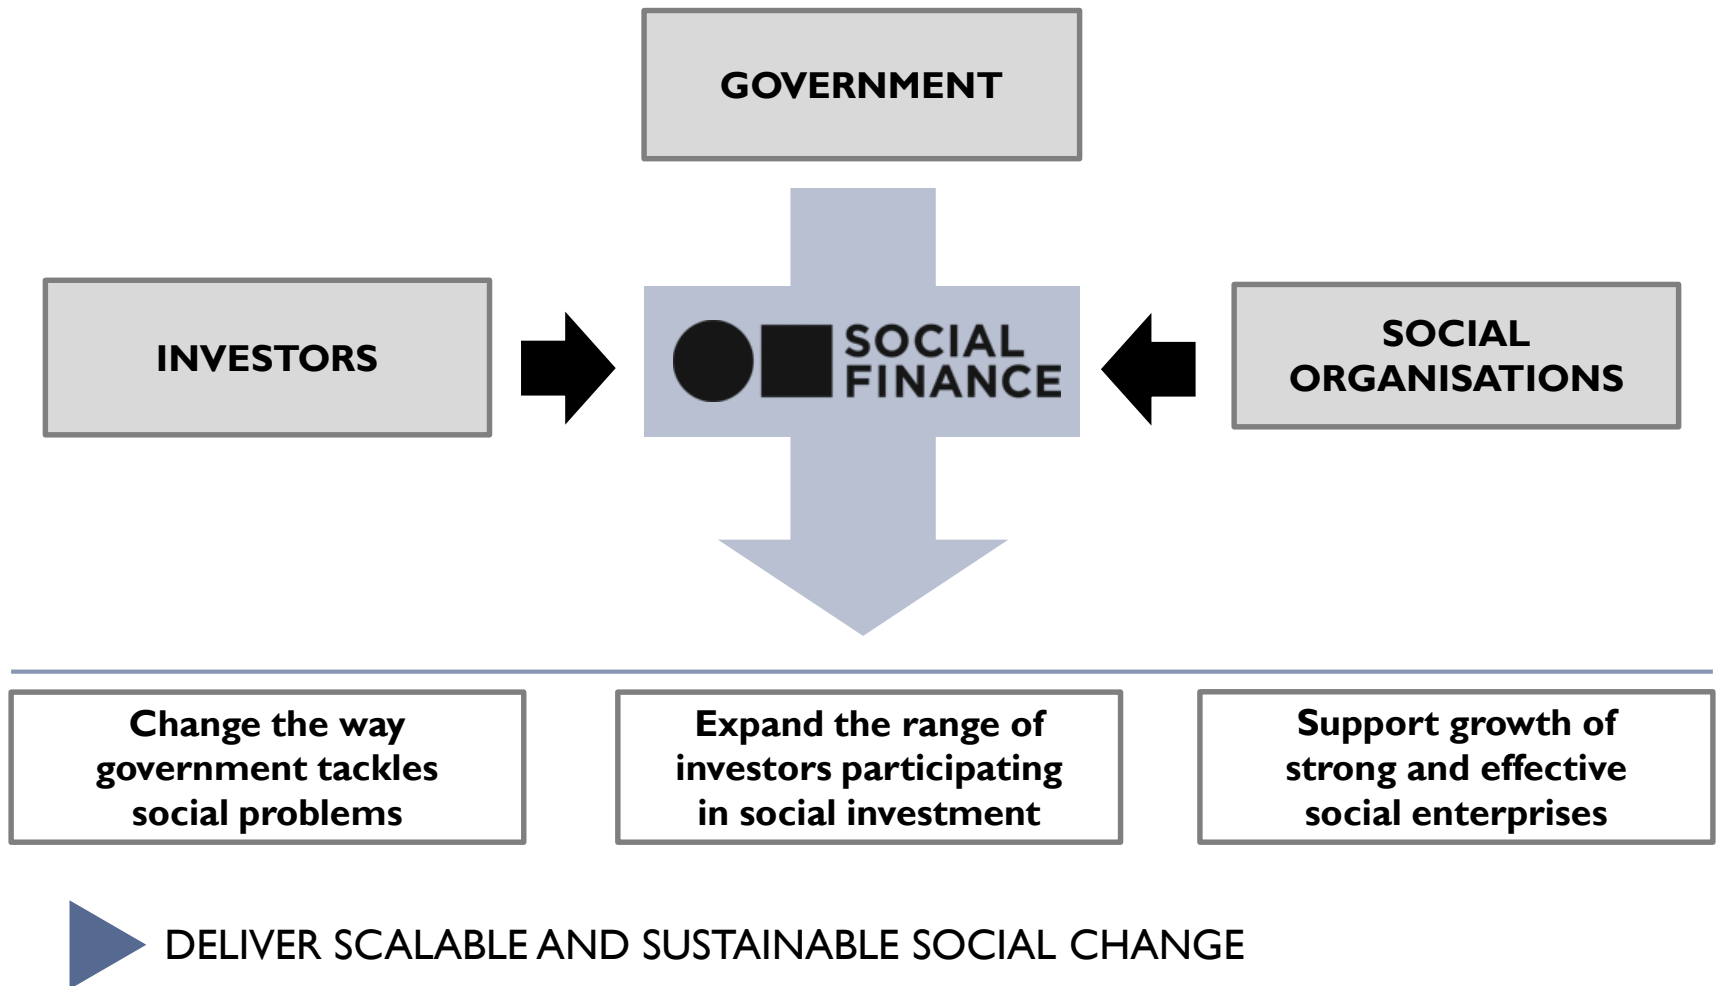 GOVERNMENT
INVESTORS
SOCIAL
FINANCE
SOCIAL
ORGANISATIONS
Change the way
government tackles
social problems
Expand the range of
investors participating
in social investment
Support growth of
strong and effective
social enterprises
DELIVER SCALABLE AND SUSTAINABLE SOCIAL CHANGE